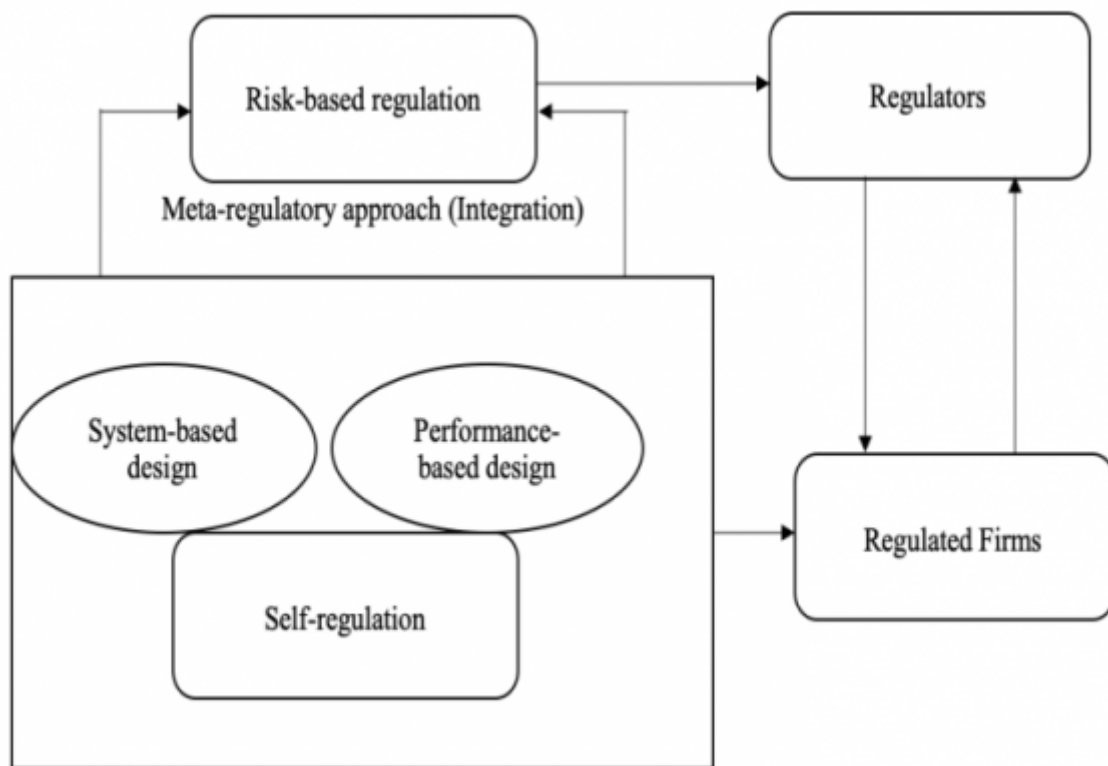 Risk-based regulation
Regulators
Meta-regulatory approach (Integration)
System-based
design
Performance-
based design
Regulated Firms
Self-regulation